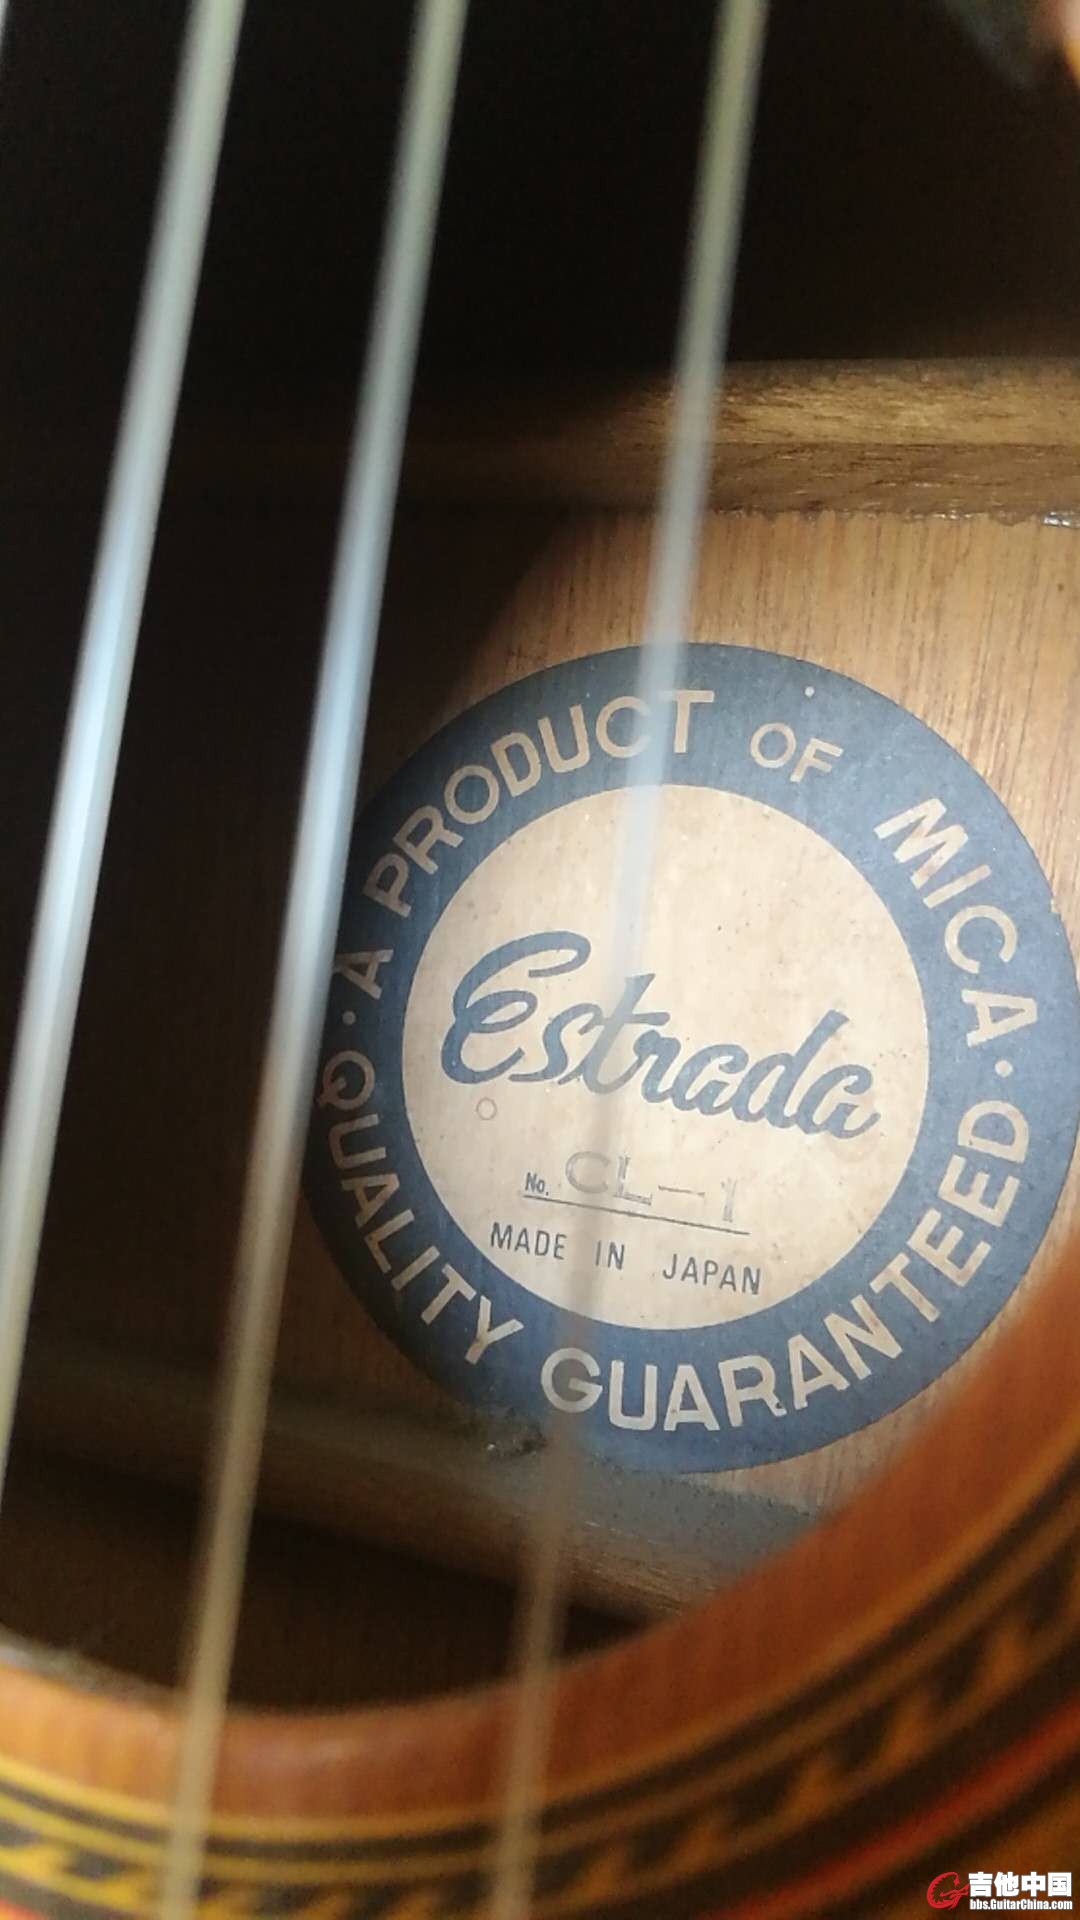 A PRODUCT OF MICA · QUALITY GUARANTEED ·
Estrada
No. CL-1
MADE IN JAPAN
吉他中国
bbs.GuitarChina.com